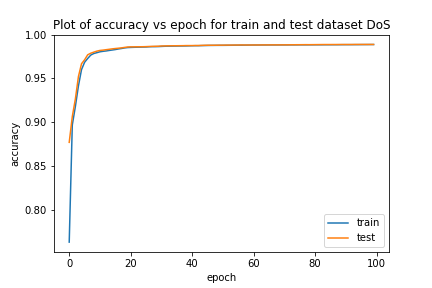 Plot of accuracy vs epoch for train and test dataset DoS
1.00
0.95
0.90
0.85
0.80
accuracy
0
20
40
60
80
100
epoch
train
test